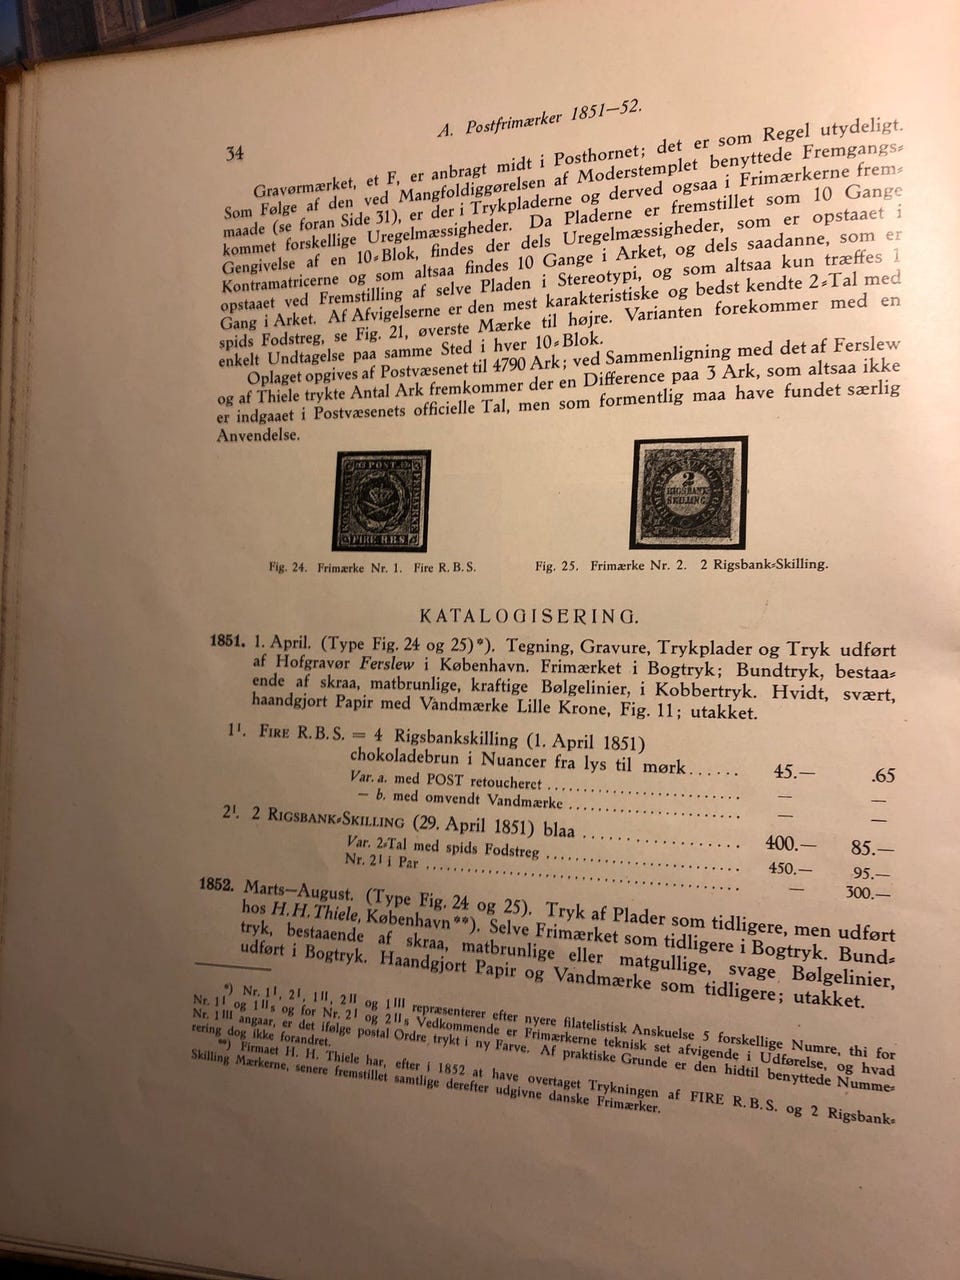 34
A. Postfrimærker 1851—52.
Gravørmærket, et F, er anbragt midt i Posthornet; det er som Regel utydeligt.
Som Følge af den ved Mangfoldiggørelsen af Moderstemplet benyttede Fremgangs=
maade (se foran Side 31), er der i Trykpladerne og derved ogsaa i Frimærkerne frem=
kommet forskellige Uregelmæssigheder. Da Pladerne er fremstillet som 10 Gange
Gengivelse af en 10=Blok, findes der dels Uregelmæssigheder, som er opstaaet i
Kontramatricerne og som altsaa findes 10 Gange i Arket, og dels saadanne, som er
opstaaet ved Fremstilling af selve Pladen i Stereotypi, og som altsaa kun træffes 1
Gang i Arket. Af Afvigelserne er den mest karakteristiske og bedst kendte 2=Tal med
spids Fodstreg, se Fig. 21, øverste Mærke til højre. Varianten forekommer med en
enkelt Undtagelse paa samme Sted i hver 10=Blok.
Oplaget opgives af Postvæsenet til 4790 Ark; ved Sammenligning med det af Ferslew
og af Thiele trykte Antal Ark fremkommer der en Difference paa 3 Ark, som altsaa ikke
er indgaaet i Postvæsenets officielle Tal, men som formentlig maa have fundet særlig
Anvendelse.
POST
FRIMÆRKE
FIRE R.B.S.
2
RIGSBANK
SKILLING
Fig. 24. Frimærke Nr. 1. Fire R.B.S.
Fig. 25. Frimærke Nr. 2. 2 Rigsbank=Skilling.
KATALOGISERING.
1851. 1. April. (Type Fig. 24 og 25)*). Tegning, Gravure, Trykplader og Tryk udført
af Hofgravør Ferslew i København. Frimærket i Bogtryk; Bundtryk, bestaa=
ende af skraa, matbrunlige, kraftige Bølgelinier, i Kobbertryk. Hvidt, svært,
haandgjort Papir med Vandmærke Lille Krone, Fig. 11; utakket.
1I. FIRE R.B.S. = 4 Rigsbankskilling (1. April 1851)
chokoladebrun i Nuancer fra lys til mørk...... 45.— .65
Var. a. med POST retoucheret .......................... — —
— b. med omvendt Vandmærke ....................... — —
2I. 2 RIGSBANK=SKILLING (29. April 1851) blaa ................ 400.— 85.—
Var. 2=Tal med spids Fodstreg .......................... 450.— 95.—
Nr. 2I i Par .......................................... — 300.—
1852. Marts—August. (Type Fig. 24 og 25). Tryk af Plader som tidligere, men udført
hos H.H. Thiele, København**). Selve Frimærket som tidligere i Bogtryk. Bund=
tryk, bestaaende af skraa, matbrunlige eller matgullige, svage Bølgelinier,
udført i Bogtryk. Haandgjort Papir og Vandmærke som tidligere; utakket.
*) Nr. 1I, 2I, 1II, 2II og 1III repræsenterer efter nyere filatelistisk Anskuelse 5 forskellige Numre, thi for
Nr. 1I og 1IIs og for Nr. 2I og 2IIs Vedkommende er Frimærkerne teknisk set afvigende i Udførelse, og hvad
Nr. 1III angaar, er det ifølge postal Ordre trykt i ny Farve. Af praktiske Grunde er den hidtil benyttede Numme=
rering dog ikke forandret.
**) Firmaet H. H. Thiele har, efter i 1852 at have overtaget Trykningen af FIRE R.B.S. og 2 Rigsbank=
Skilling Mærkerne, senere fremstillet samtlige derefter udgivne danske Frimærker.